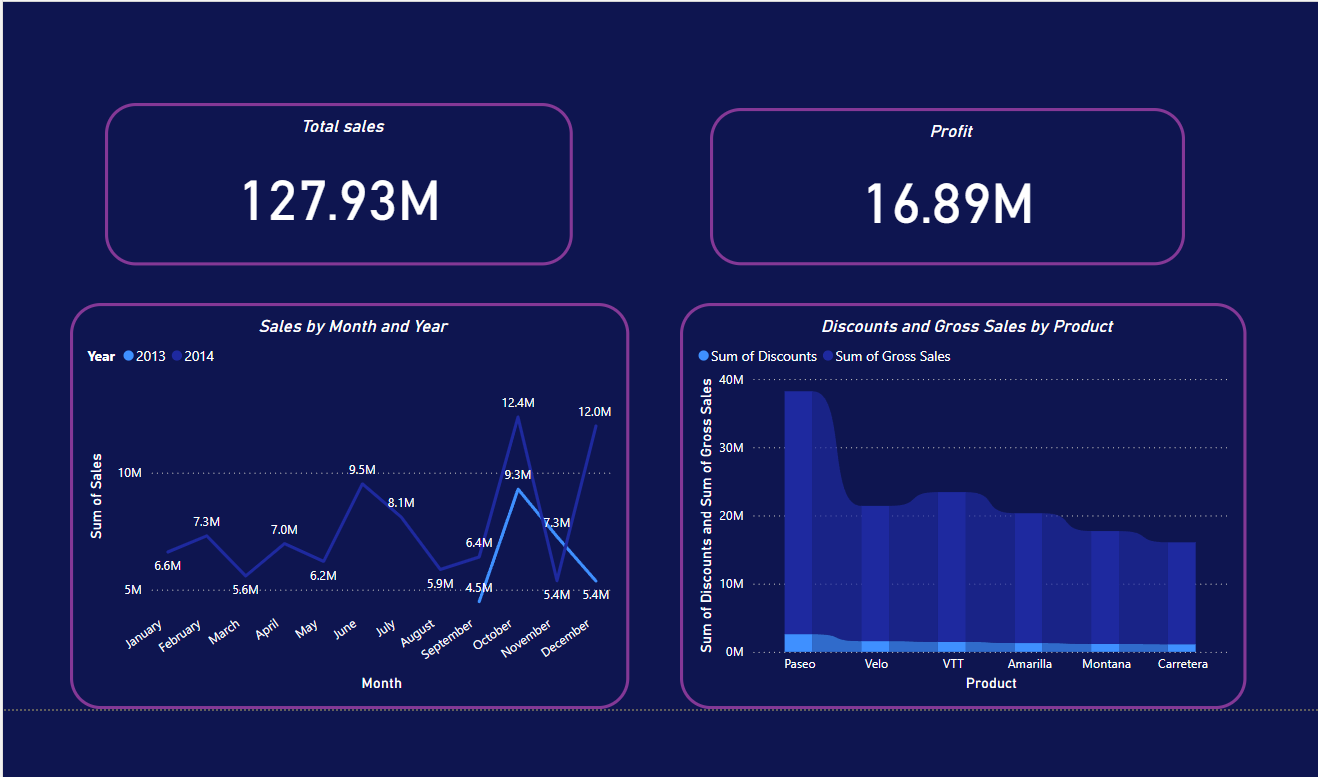 Total sales
127.93M
Profit
16.89M
Sales by Month and Year
Year 2013 2014
Sum of Sales
10M
5M
6.6M
7.3M
5.6M
7.0M
6.2M
9.5M
8.1M
5.9M
6.4M
4.5M
12.4M
9.3M
7.3M
5.4M
12.0M
5.4M
January
February
March
April
May
June
July
August
September
October
November
December
Month
Discounts and Gross Sales by Product
Sum of Discounts Sum of Gross Sales
Sum of Discounts and Sum of Gross Sales
40M
30M
20M
10M
0M
Paseo
Velo
VTT
Amarilla
Montana
Carretera
Product